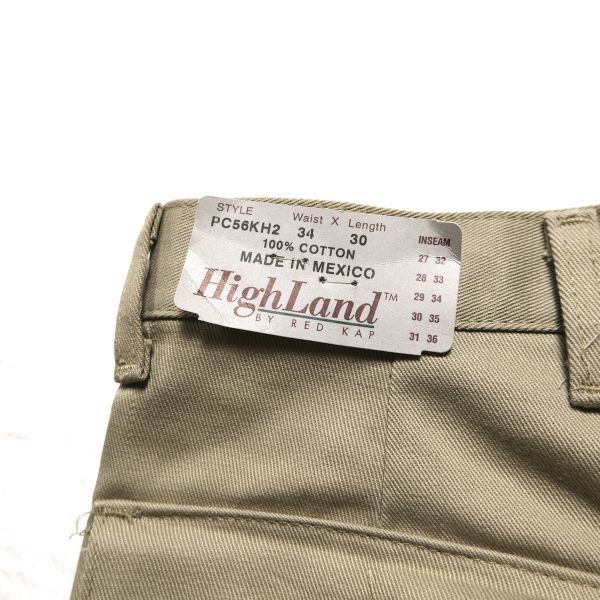 STYLE Waist X Length
PC56KH2 34 30
100% COTTON
MADE IN MEXICO
HighLand™
BY RED KAP
INSEAM
27 32
28 33
29 34
30 35
31 36